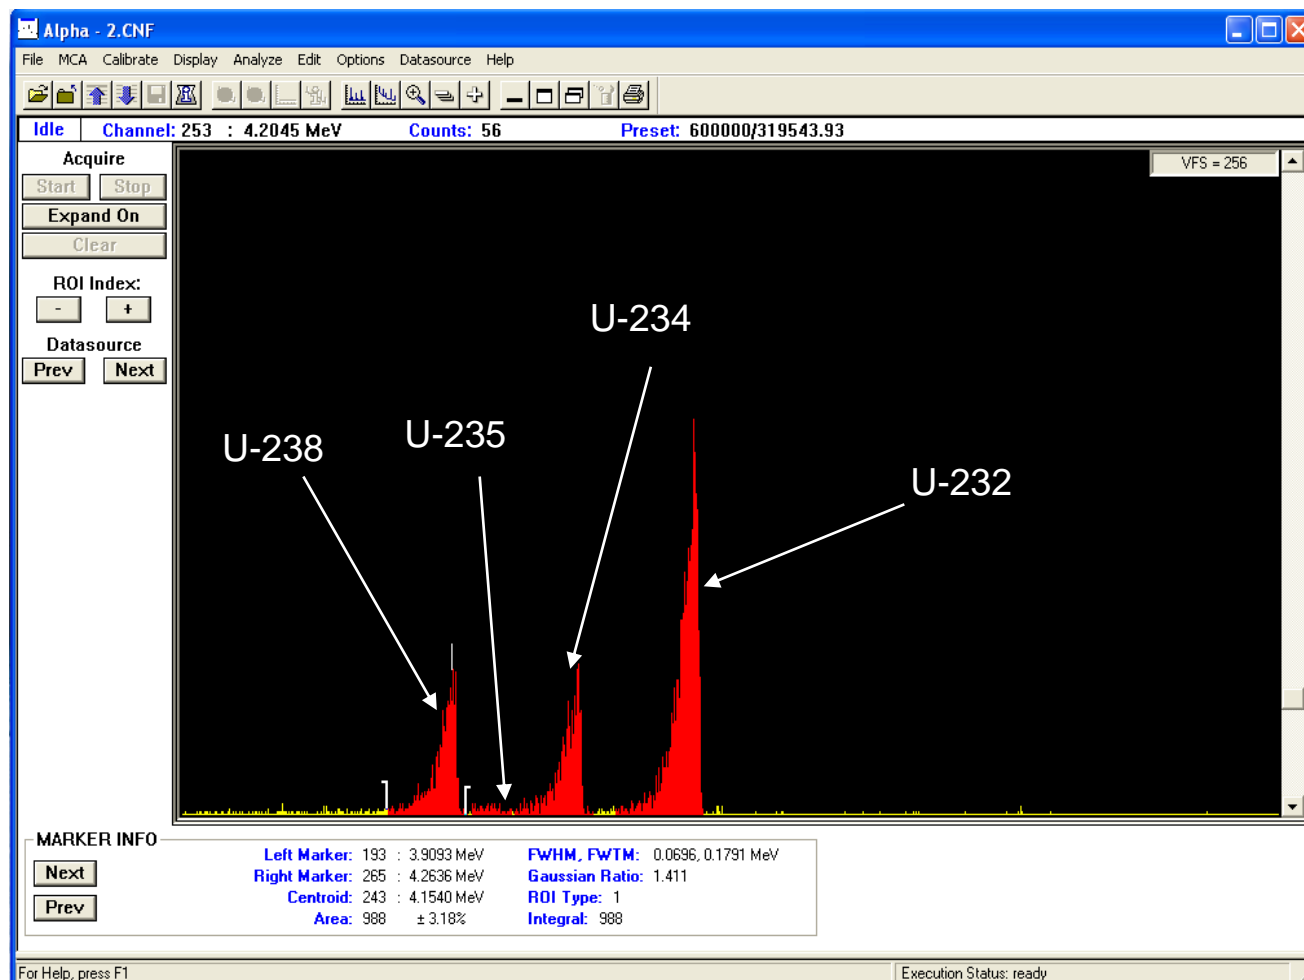 Alpha - 2.CNF
File MCA Calibrate Display Analyze Edit Options Datasource Help
Idle Channel: 253 : 4.2045 MeV Counts: 56 Preset: 600000/319543.93
Acquire
VFS = 256
Start Stop
Expand On
Clear
ROI Index:
- +
U-234
Datasource
Prev Next
U-235
U-238
U-232
MARKER INFO
Next
Prev
Left Marker: 193 : 3.9093 MeV FWHM, FWTM: 0.0696, 0.1791 MeV
Right Marker: 265 : 4.2636 MeV Gaussian Ratio: 1.411
Centroid: 243 : 4.1540 MeV ROI Type: 1
Area: 988 ± 3.18% Integral: 988
For Help, press F1 Execution Status: ready